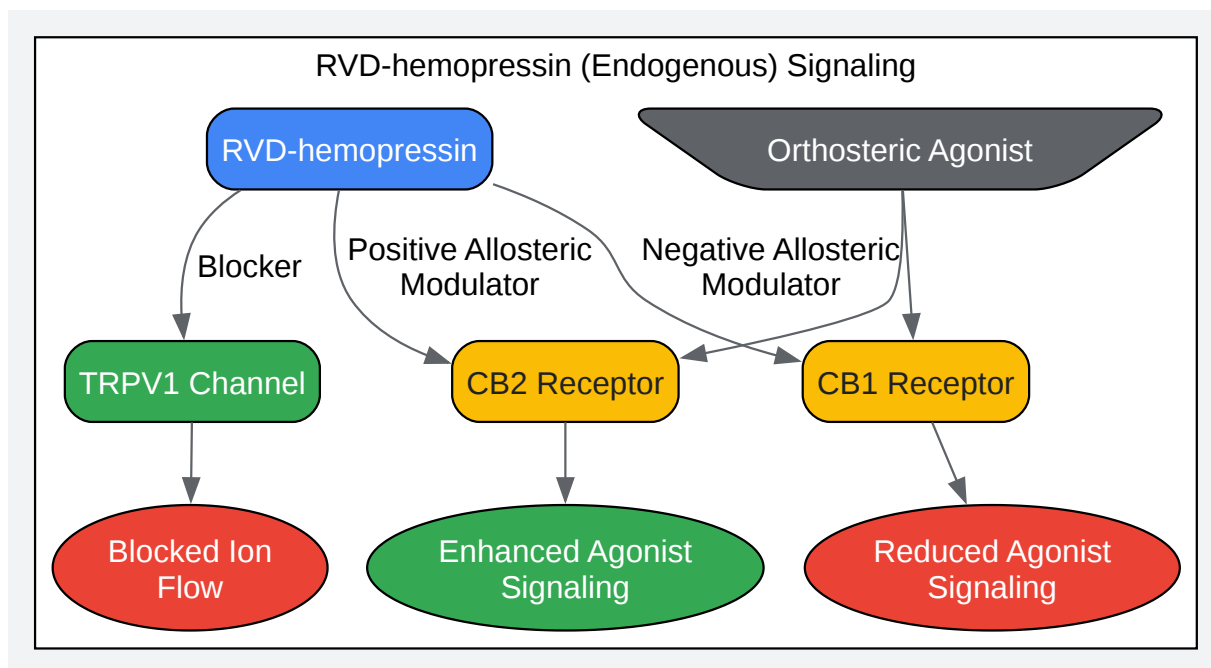 RVD-hemopressin (Endogenous) Signaling
RVD-hemopressin
Orthosteric Agonist
Blocker
Positive Allosteric
Modulator
Negative Allosteric
Modulator
TRPV1 Channel
CB2 Receptor
CB1 Receptor
Blocked Ion
Flow
Enhanced Agonist
Signaling
Reduced Agonist
Signaling